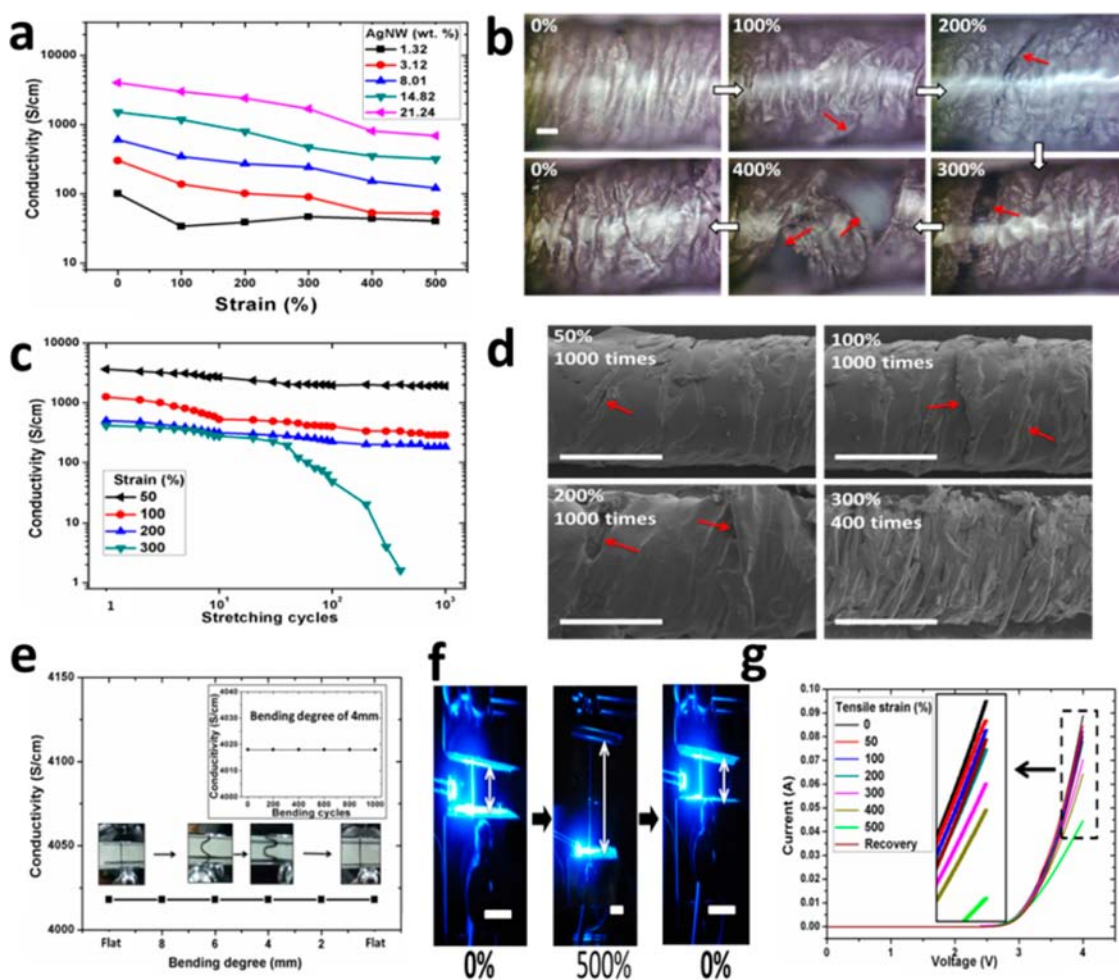 a
AgNW (wt. %)
1.32
3.12
8.01
14.82
21.24
10000
1000
100
10
Conductivity (S/cm)
0
100
200
300
400
500
Strain (%)
b
0%
100%
200%
0%
400%
300%
c
10000
1000
100
10
1
Conductivity (S/cm)
Strain (%)
50
100
200
300
1
10¹
10²
10³
Stretching cycles
d
50%
1000 times
100%
1000 times
200%
1000 times
300%
400 times
e
4150
4100
4050
4000
Conductivity (S/cm)
4040
4030
4020
4010
4000
Conducitivity (S/cm)
Bending degree of 4mm
0
200
400
600
800
1000
Bending cycles
Flat
8
6
4
2
Flat
Bending degree (mm)
f
0%
500%
0%
g
0.10
0.09
0.08
0.07
0.06
0.05
0.04
0.03
0.02
0.01
0.00
Current (A)
Tensile strain (%)
0
50
100
200
300
400
500
Recovery
0
1
2
3
4
Voltage (V)